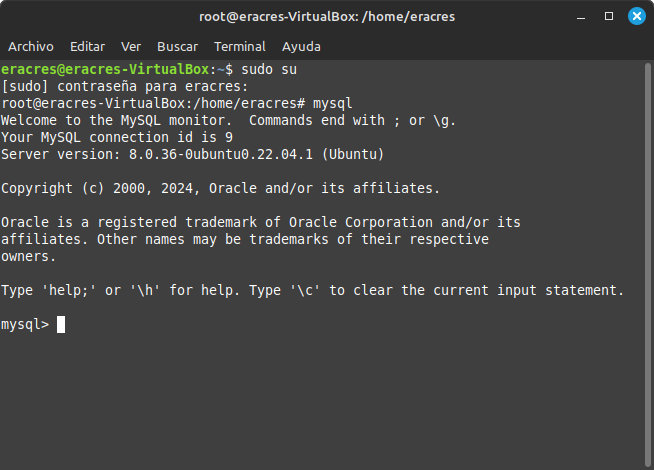 root@eracres-VirtualBox: /home/eracres
Archivo Editar Ver Buscar Terminal Ayuda
eracres@eracres-VirtualBox:~$ sudo su
[sudo] contraseña para eracres:
root@eracres-VirtualBox:/home/eracres# mysql
Welcome to the MySQL monitor.  Commands end with ; or \g.
Your MySQL connection id is 9
Server version: 8.0.36-0ubuntu0.22.04.1 (Ubuntu)
Copyright (c) 2000, 2024, Oracle and/or its affiliates.
Oracle is a registered trademark of Oracle Corporation and/or its
affiliates. Other names may be trademarks of their respective
owners.
Type 'help;' or '\h' for help. Type '\c' to clear the current input statement.
mysql>